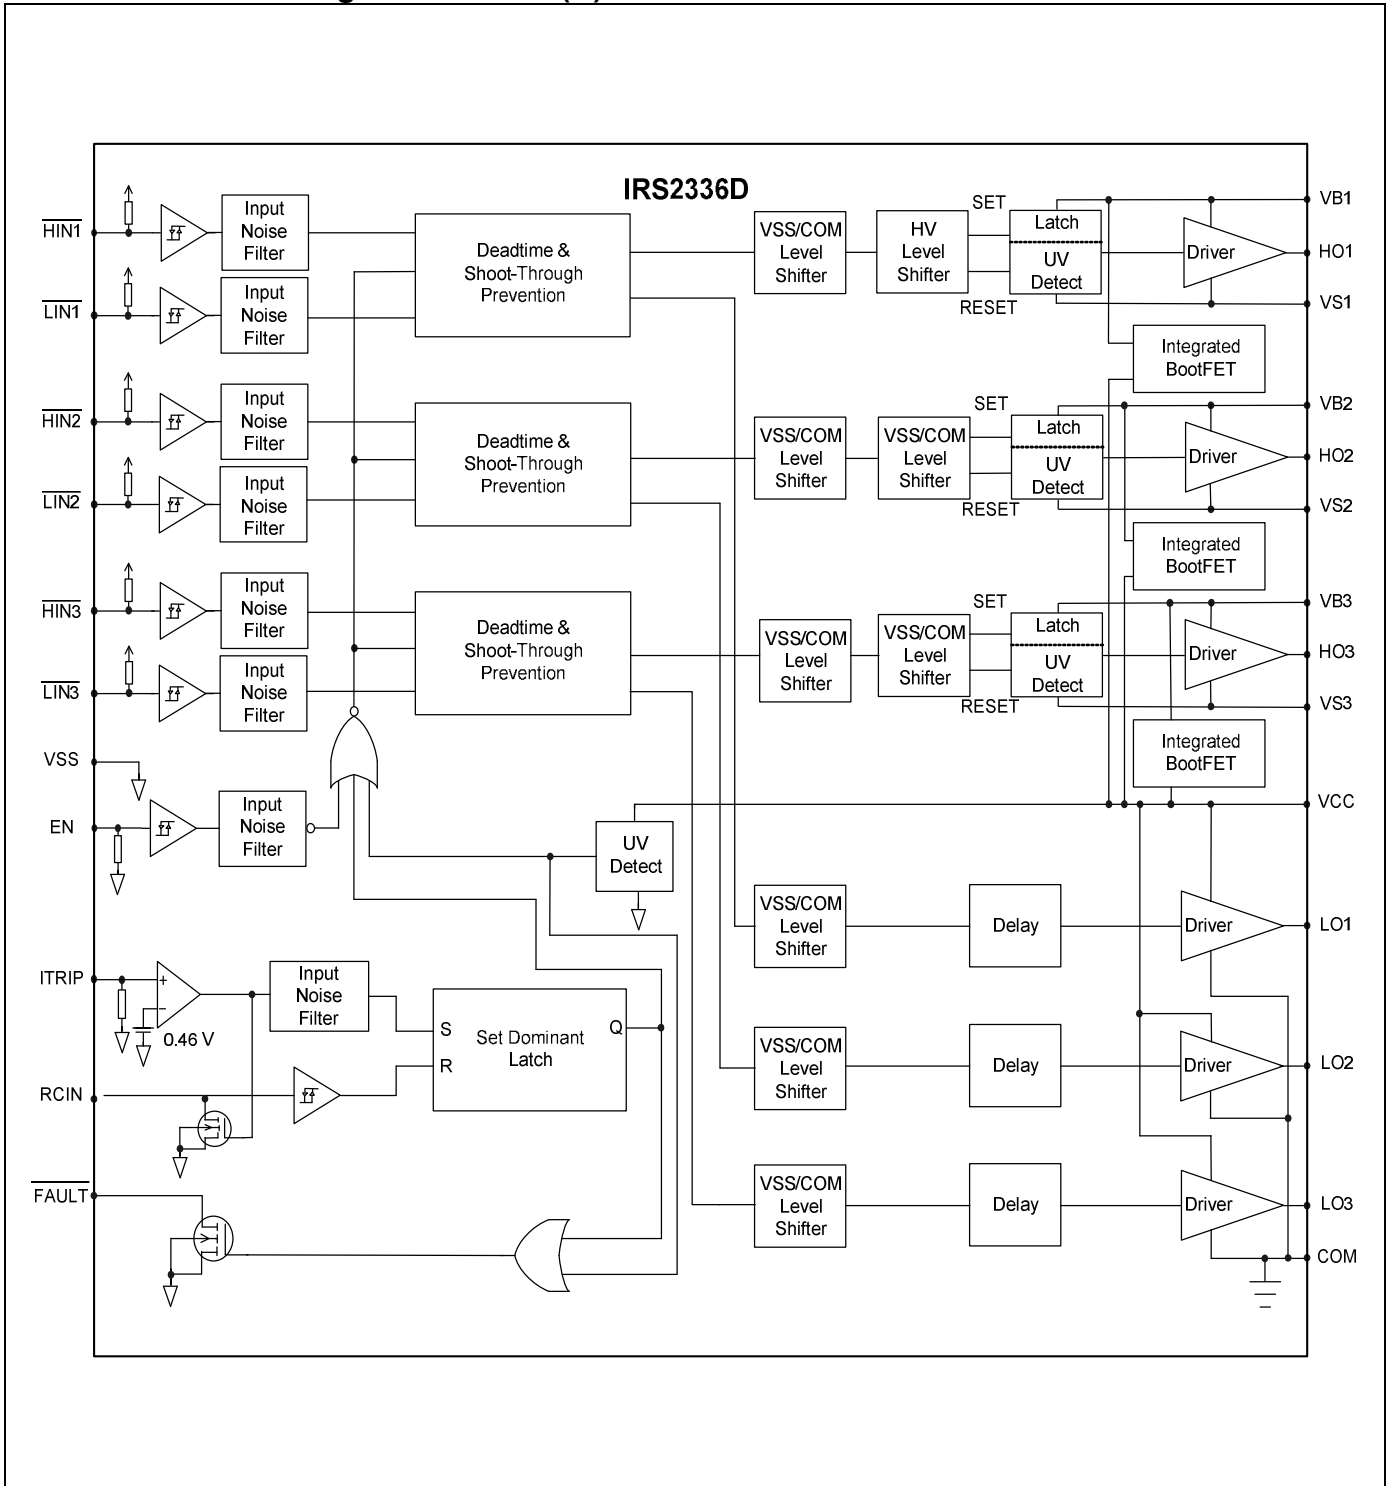 IRS2336D
HIN1
Input
Noise
Filter
LIN1
Input
Noise
Filter
Deadtime &
Shoot-Through
Prevention
VSS/COM
Level
Shifter
HV
Level
Shifter
SET
RESET
Latch
UV
Detect
Driver
VB1
HO1
VS1
Integrated
BootFET
HIN2
Input
Noise
Filter
LIN2
Input
Noise
Filter
Deadtime &
Shoot-Through
Prevention
VSS/COM
Level
Shifter
VSS/COM
Level
Shifter
SET
RESET
Latch
UV
Detect
Driver
VB2
HO2
VS2
Integrated
BootFET
HIN3
Input
Noise
Filter
LIN3
Input
Noise
Filter
Deadtime &
Shoot-Through
Prevention
VSS/COM
Level
Shifter
VSS/COM
Level
Shifter
SET
RESET
Latch
UV
Detect
Driver
VB3
HO3
VS3
Integrated
BootFET
VSS
EN
Input
Noise
Filter
UV
Detect
VCC
VSS/COM
Level
Shifter
Delay
Driver
LO1
ITRIP
+
−
0.46 V
Input
Noise
Filter
S
R
Set Dominant
Latch
Q
RCIN
VSS/COM
Level
Shifter
Delay
Driver
LO2
FAULT
VSS/COM
Level
Shifter
Delay
Driver
LO3
COM